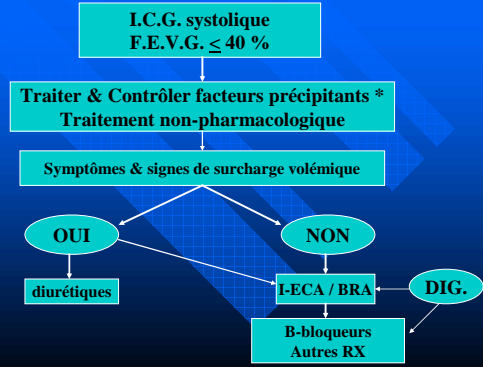 I.C.G. systolique
F.E.V.G. ≤ 40 %
Traiter & Contrôler facteurs précipitants *
Traitement non-pharmacologique
Symptômes & signes de surcharge volémique
OUI
NON
diurétiques
I-ECA / BRA
DIG.
B-bloqueurs
Autres RX